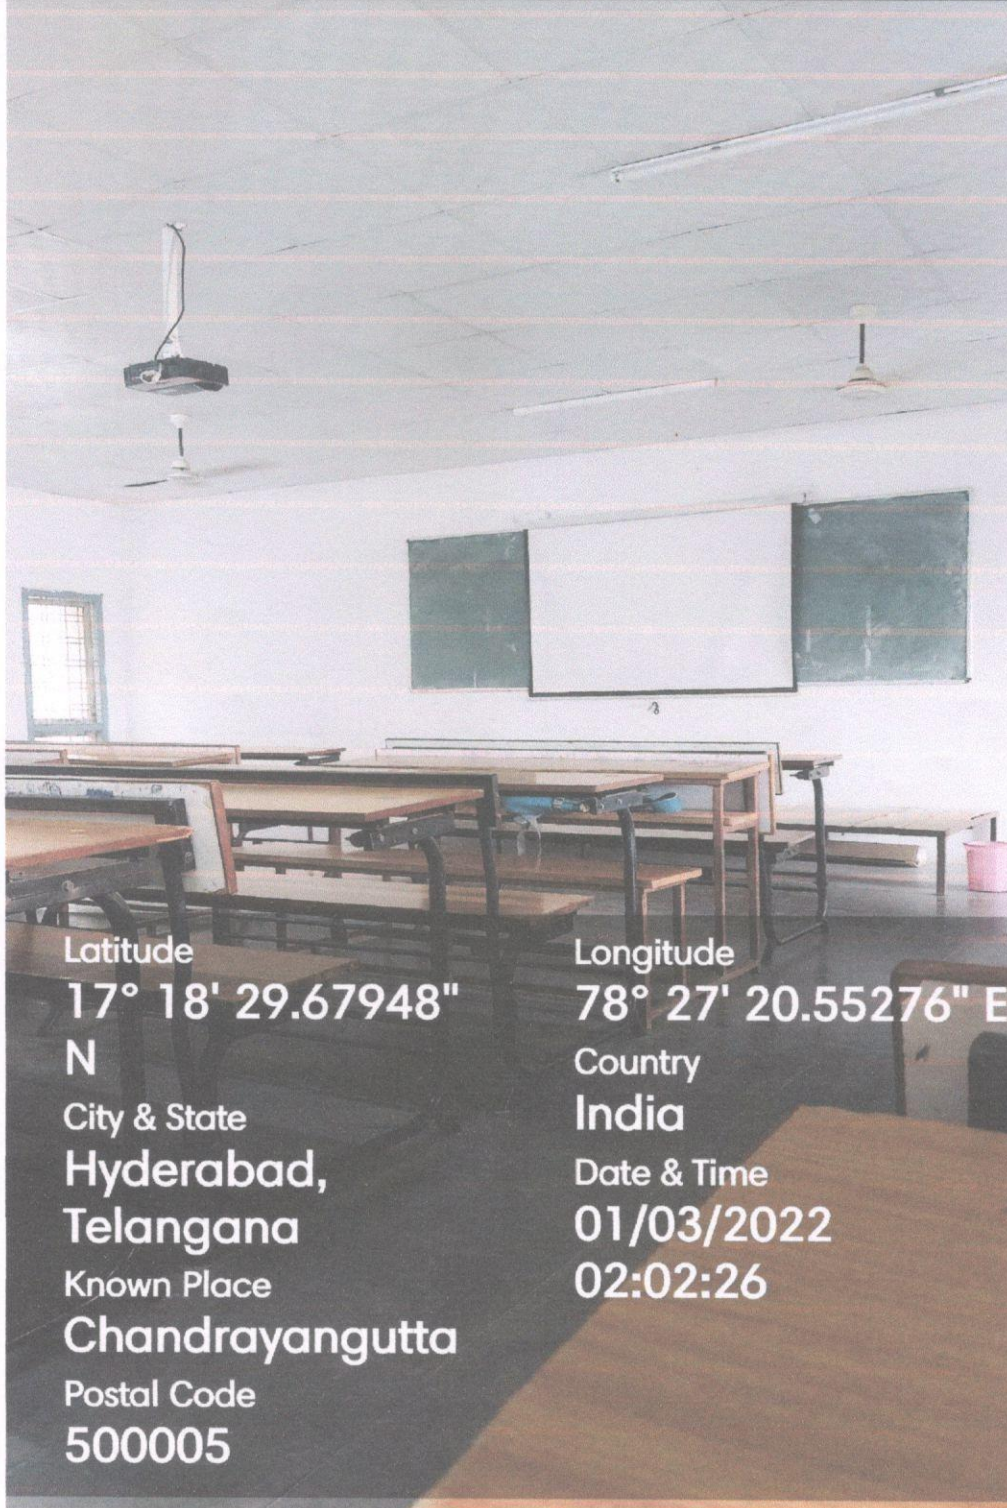 Latitude
17° 18' 29.67948"
N
City & State
Hyderabad,
Telangana
Known Place
Chandrayangutta
Postal Code
500005
Longitude
78° 27' 20.55276" E
Country
India
Date & Time
01/03/2022
02:02:26